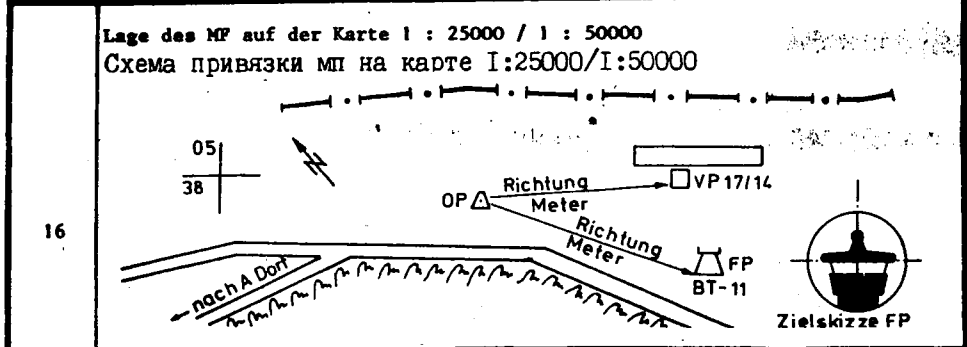 Lage des MF auf der Karte 1 : 25000 / 1 : 50000
Схема привязки мп на карте I:25000/I:50000
05
38
16
OP
Richtung
Meter
VP 17/14
Richtung
Meter
FP
BT-11
nach A Dorf
Zielskizze FP